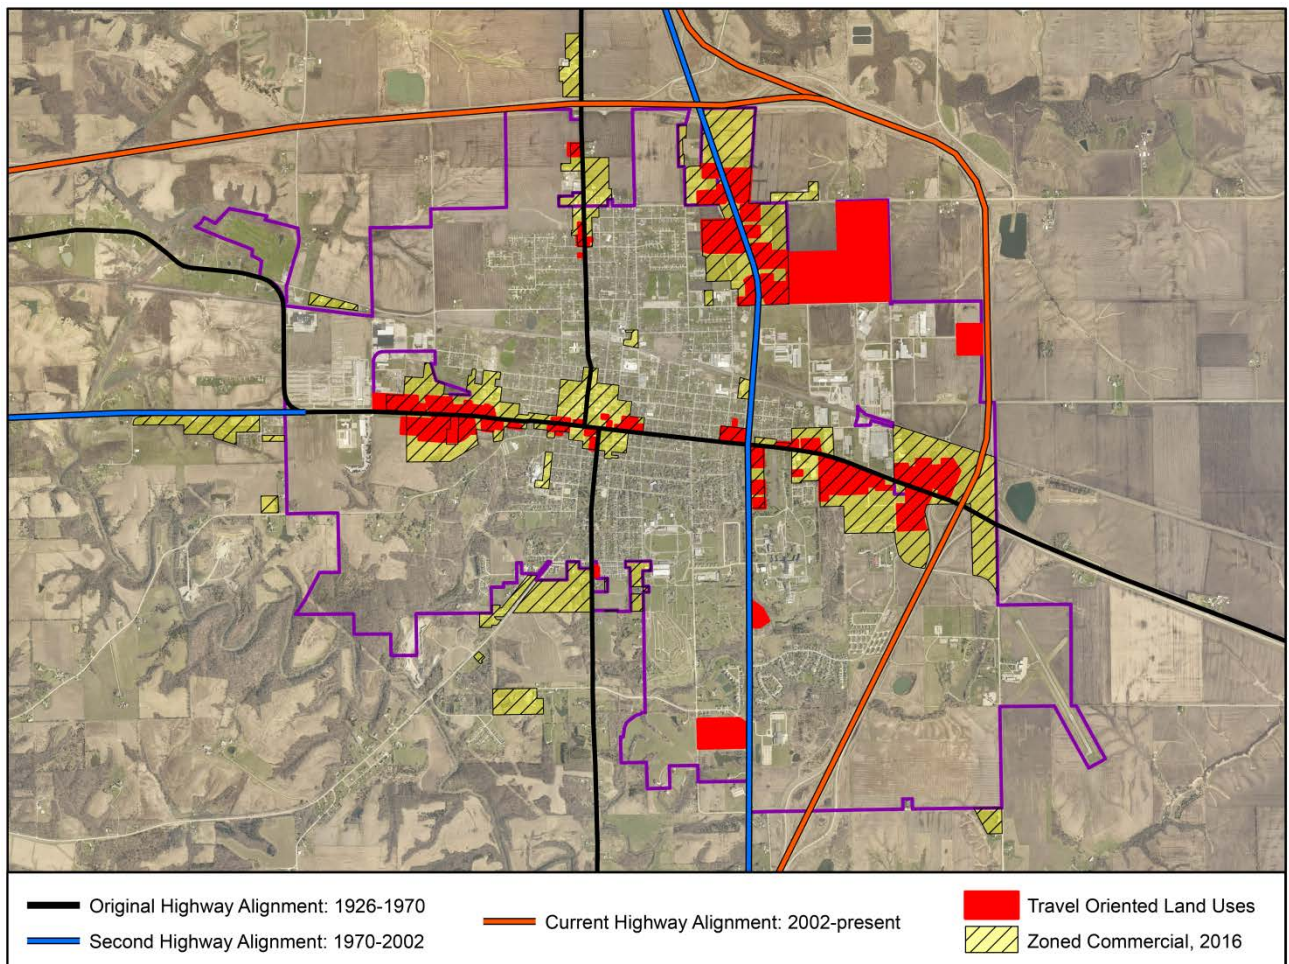 Original Highway Alignment: 1926-1970
Second Highway Alignment: 1970-2002
Current Highway Alignment: 2002-present
Travel Oriented Land Uses
Zoned Commercial, 2016